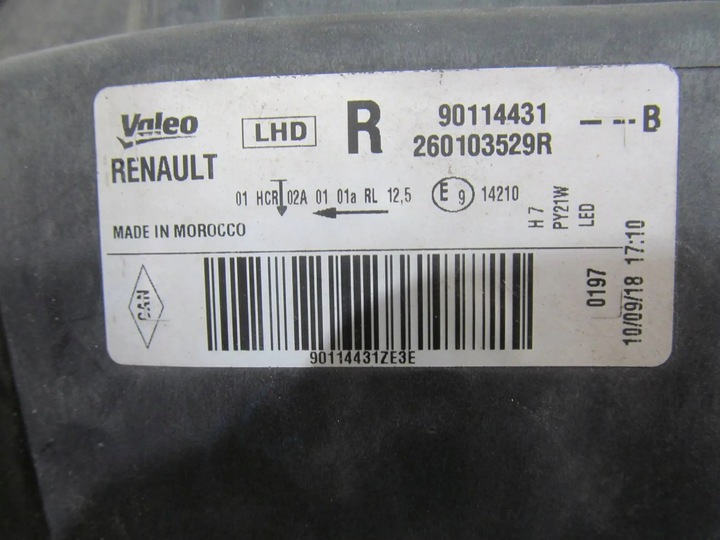 Valeo LHD R 90114431 --- B
RENAULT 260103529R
01 HCR 02A 01 01a RL 12,5 E 9 14210
MADE IN MOROCCO
H 7
PY21W
LED
CAN
90114431ZE3E
0197
10/09/18 17:10